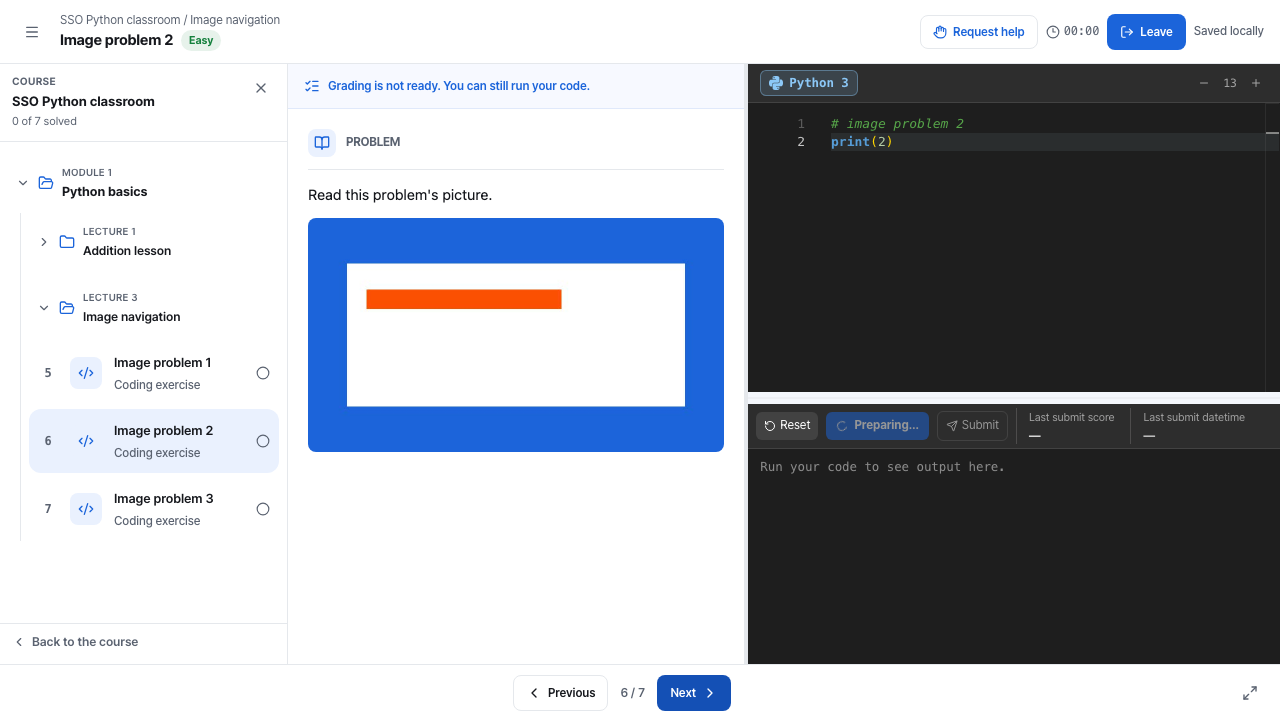 SSO Python classroom / Image navigation
Image problem 2 Easy
Request help
00:00
Leave
Saved locally
COURSE
SSO Python classroom
0 of 7 solved
MODULE 1
Python basics
LECTURE 1
Addition lesson
LECTURE 3
Image navigation
5
Image problem 1
Coding exercise
6
Image problem 2
Coding exercise
7
Image problem 3
Coding exercise
Back to the course
Grading is not ready. You can still run your code.
PROBLEM
Read this problem's picture.
Python 3
13
1 # image problem 2
2 print(2)
Reset
Preparing...
Submit
Last submit score
—
Last submit datetime
—
Run your code to see output here.
Previous
6 / 7
Next